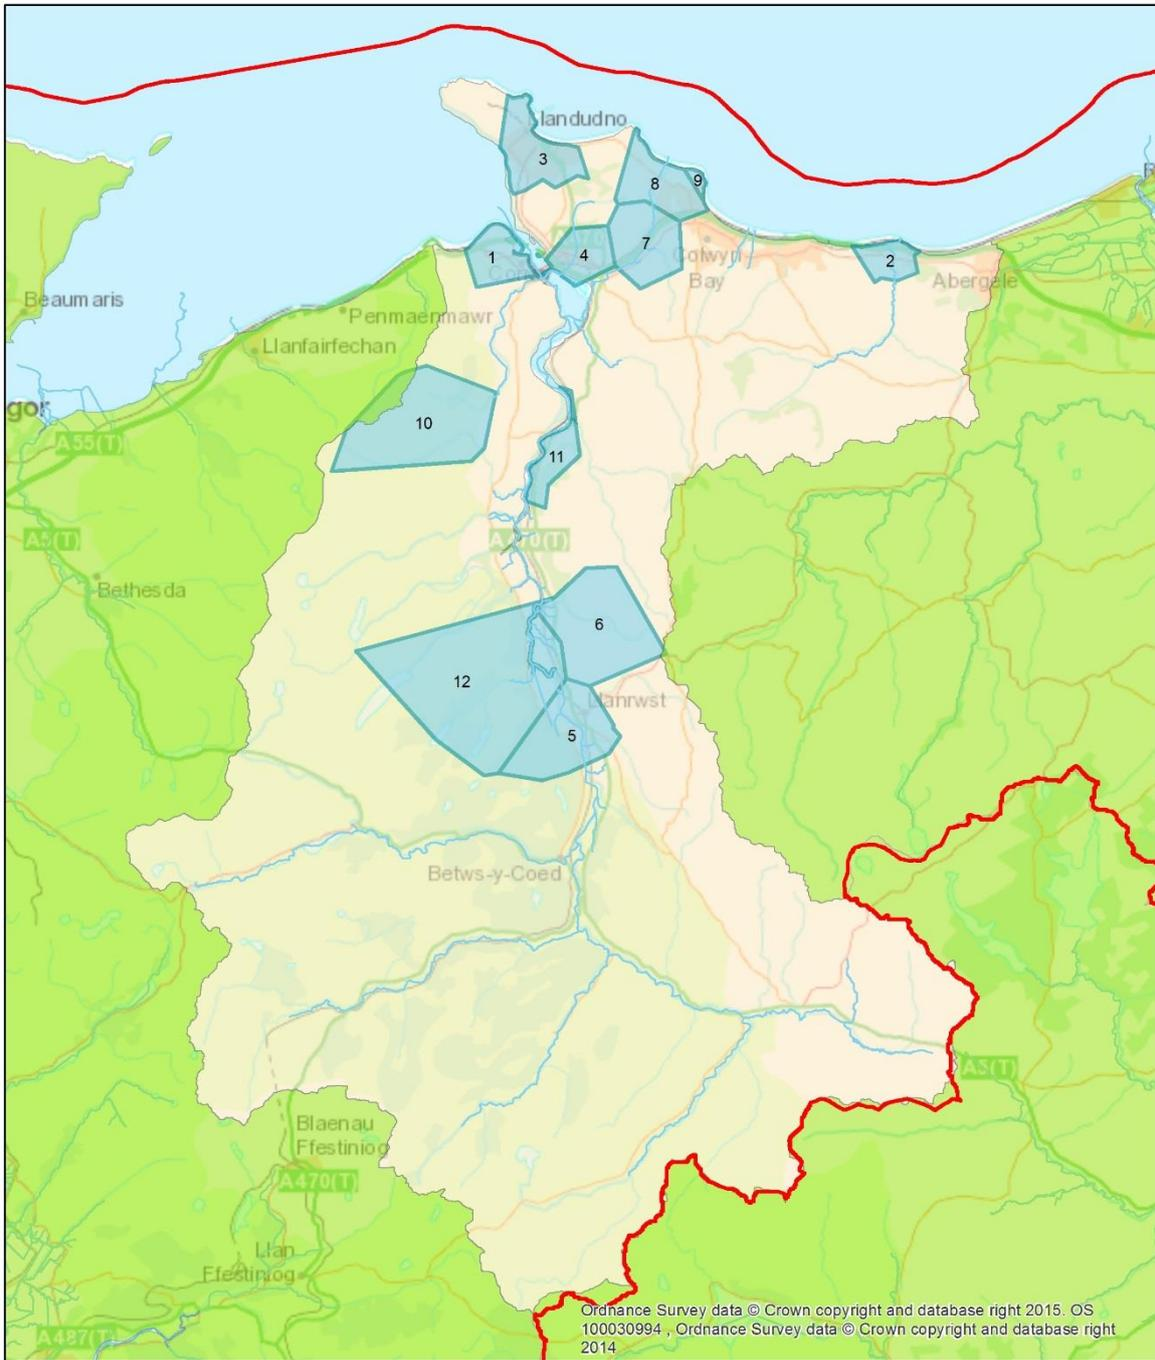 Llandudno
3
8
9
R
7
1
4
Colwyn
Bay
2
Abergele
Beaumaris
Penmaenmawr
Llanfairfechan
gor
10
A55(T)
11
A5(T)
A470(T)
Bethesda
6
12
Llanrwst
5
Betws-y-Coed
A5(T)
Blaenau
Ffestiniog
A470(T)
Llan
Ffestiniog
A487(T)
Ordnance Survey data © Crown copyright and database right 2015. OS
100030994 , Ordnance Survey data © Crown copyright and database right
2014